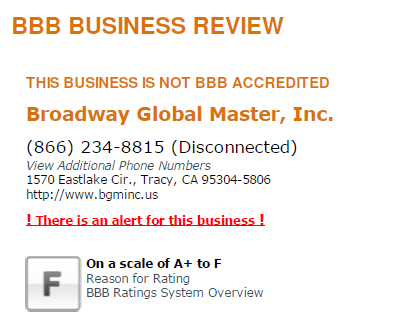 BBB BUSINESS REVIEW
THIS BUSINESS IS NOT BBB ACCREDITED
Broadway Global Master, Inc.
(866) 234-8815 (Disconnected)
View Additional Phone Numbers
1570 Eastlake Cir., Tracy, CA 95304-5806
http://www.bgminc.us
! There is an alert for this business !
On a scale of A+ to F
F
Reason for Rating
BBB Ratings System Overview